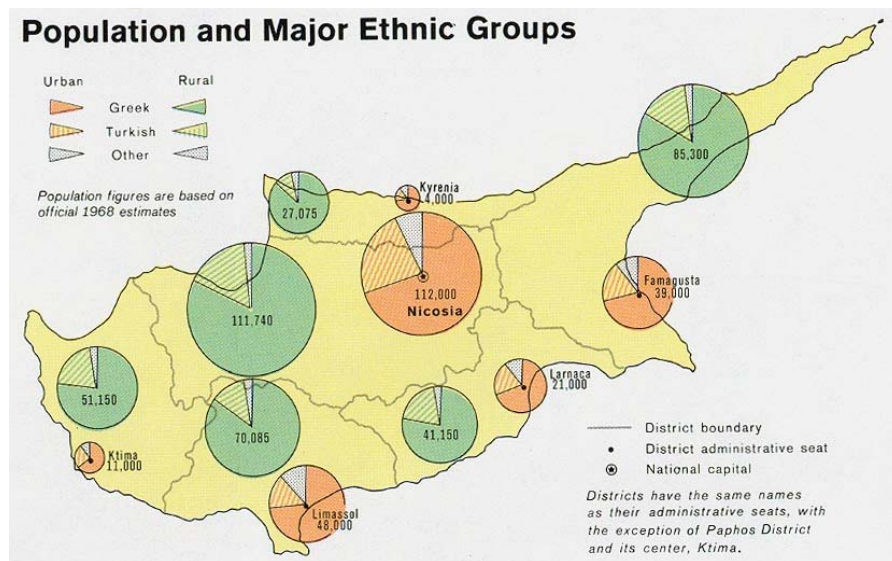 Population and Major Ethnic Groups
Urban Rural
Greek
Turkish
Other
Population figures are based on
official 1968 estimates
85,300
27,075
Kyrenia
4,000
112,000
Nicosia
111,740
Famagusta
39,000
Larnaca
21,000
51,150
70,085
41,150
Ktima
11,000
Limassol
48,000
District boundary
District administrative seat
National capital
Districts have the same names
as their administrative seats, with
the exception of Paphos District
and its center, Ktima.